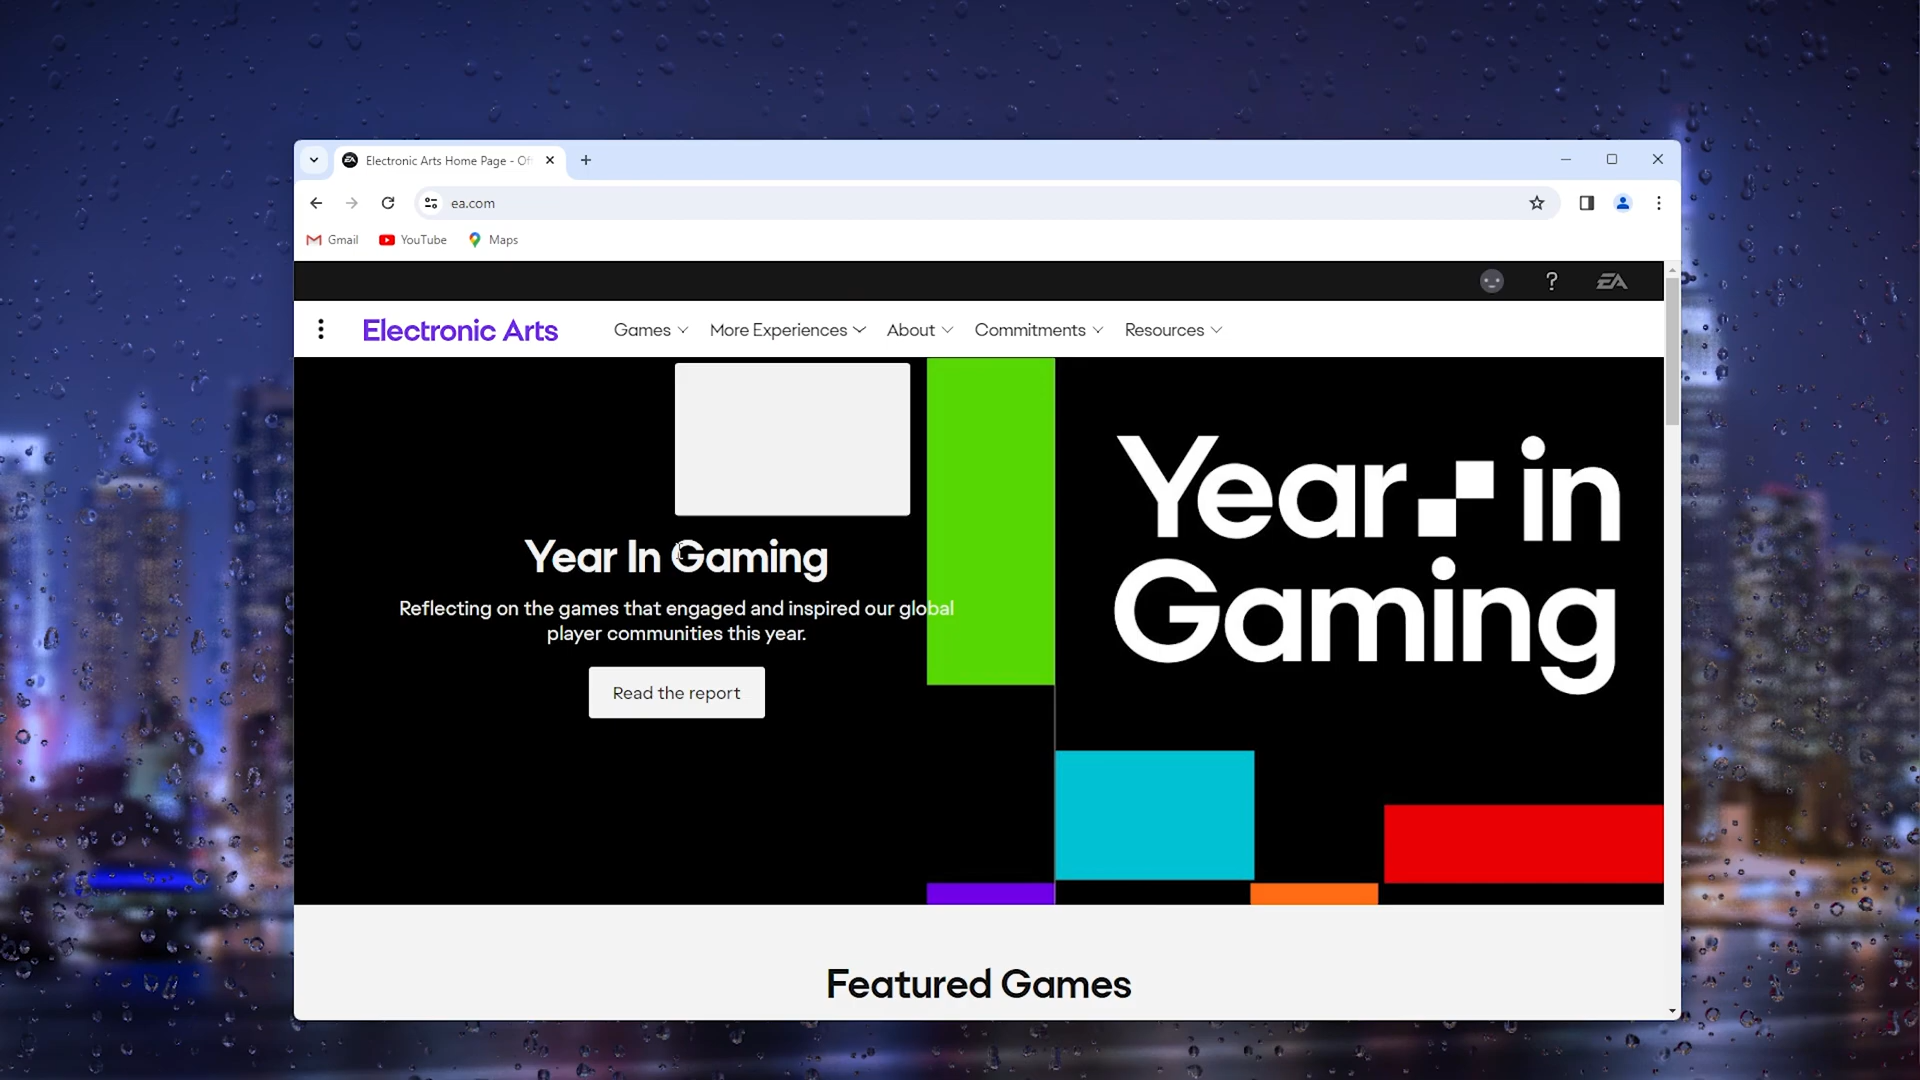 Electronic Arts Home Page - Of
ea.com
Gmail YouTube Maps
? EA
Electronic Arts Games More Experiences About Commitments Resources
Year In Gaming
Reflecting on the games that engaged and inspired our global
player communities this year.
Read the report
Year in
Gaming
Featured Games